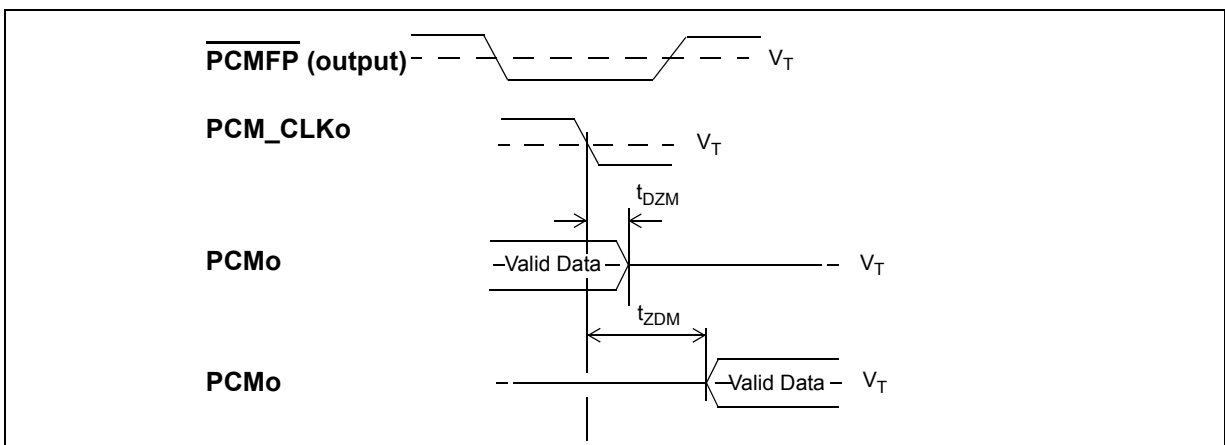 PCMFP (output) V_T
PCM_CLKo V_T
t_DZM
PCMo Valid Data V_T
t_ZDM
PCMo Valid Data V_T